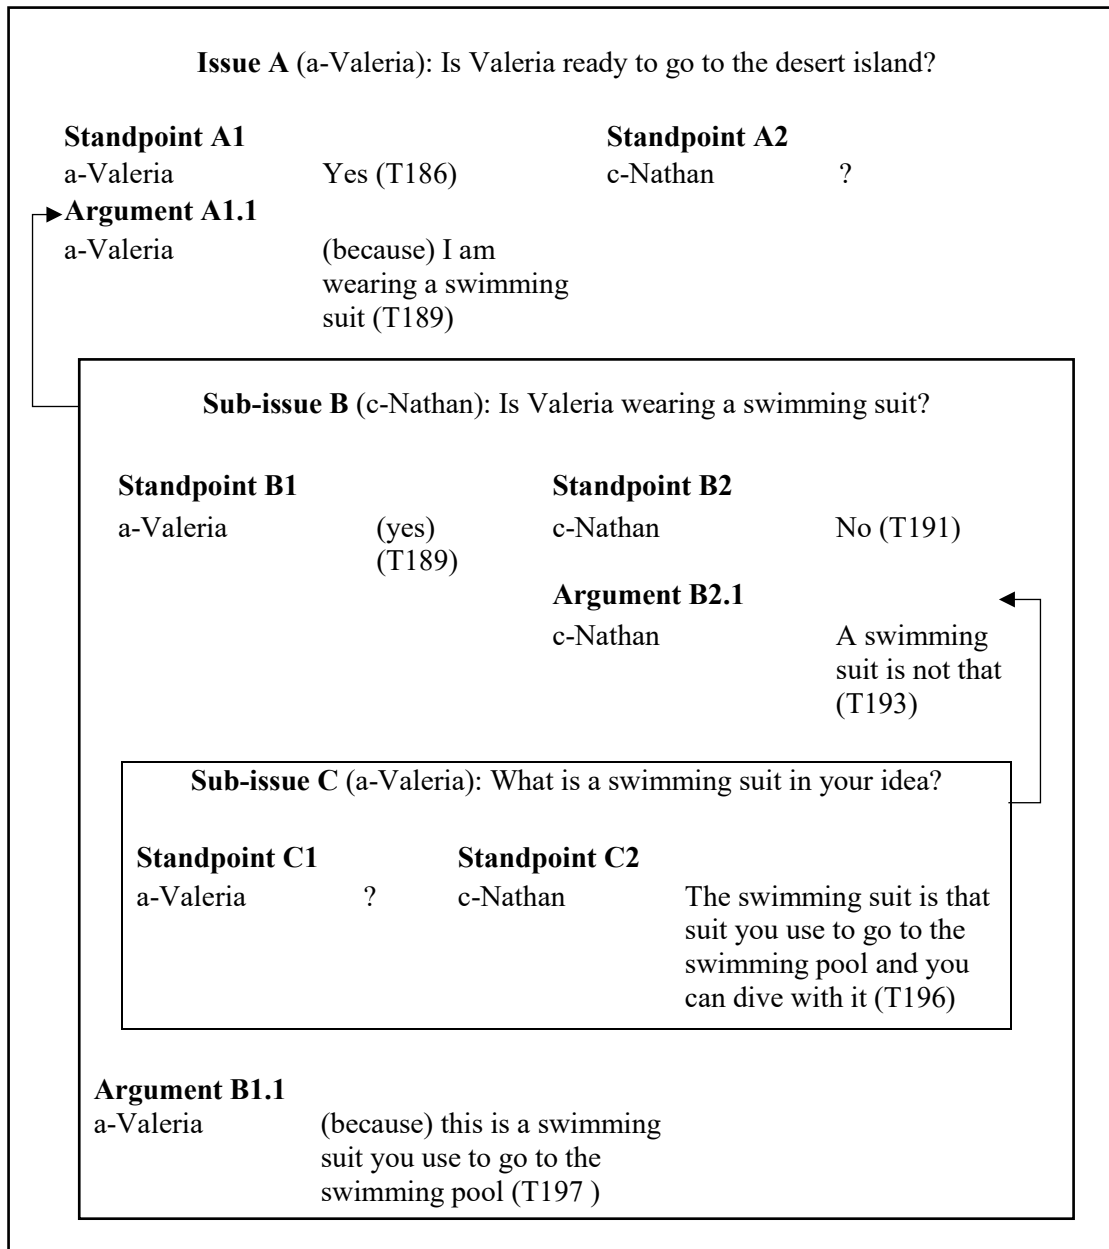 Issue A (a-Valeria): Is Valeria ready to go to the desert island?
Standpoint A1 Standpoint A2
a-Valeria Yes (T186) c-Nathan ?
Argument A1.1
a-Valeria (because) I am
wearing a swimming
suit (T189)
Sub-issue B (c-Nathan): Is Valeria wearing a swimming suit?
Standpoint B1 Standpoint B2
a-Valeria (yes) c-Nathan No (T191)
(T189)
Argument B2.1
c-Nathan A swimming
suit is not that
(T193)
Sub-issue C (a-Valeria): What is a swimming suit in your idea?
Standpoint C1 Standpoint C2
a-Valeria ? c-Nathan The swimming suit is that
suit you use to go to the
swimming pool and you
can dive with it (T196)
Argument B1.1
a-Valeria (because) this is a swimming
suit you use to go to the
swimming pool (T197 )